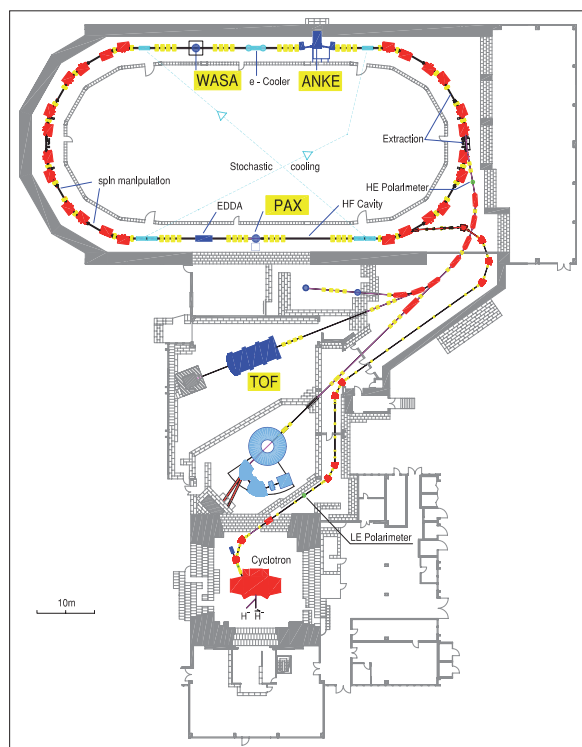 WASA
e - Cooler
ANKE
Extraction
Stochastic cooling
HE Polarimeter
spin manipulation
EDDA
PAX
HF Cavity
TOF
LE Polarimeter
Cyclotron
10m
H⁻ H⁻